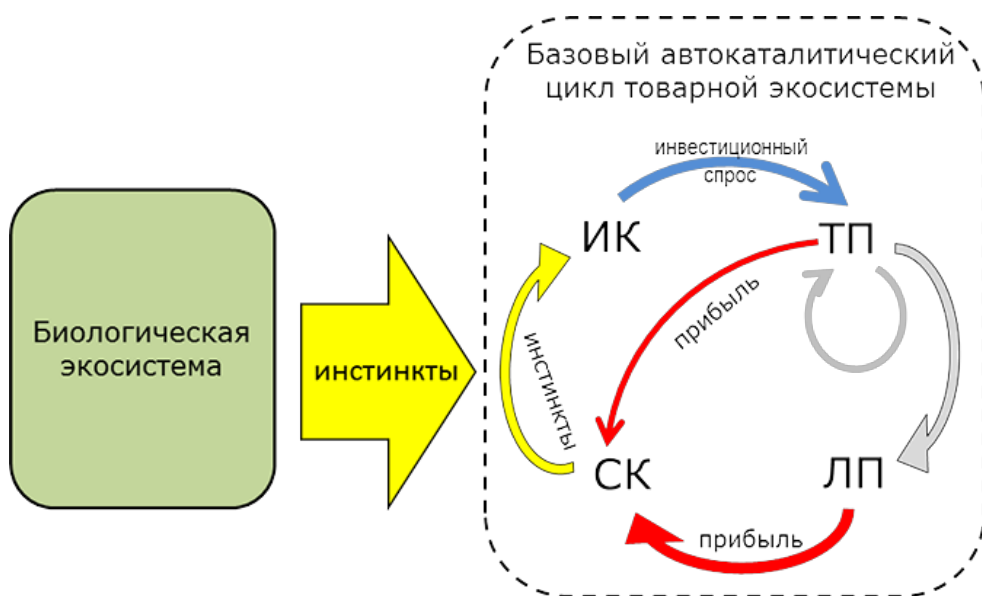 Базовый автокаталитический
цикл товарной экосистемы
инвестиционный
спрос
ИК
ТП
Биологическая
экосистема
инстинкты
инстинкты
прибыль
СК
ЛП
прибыль